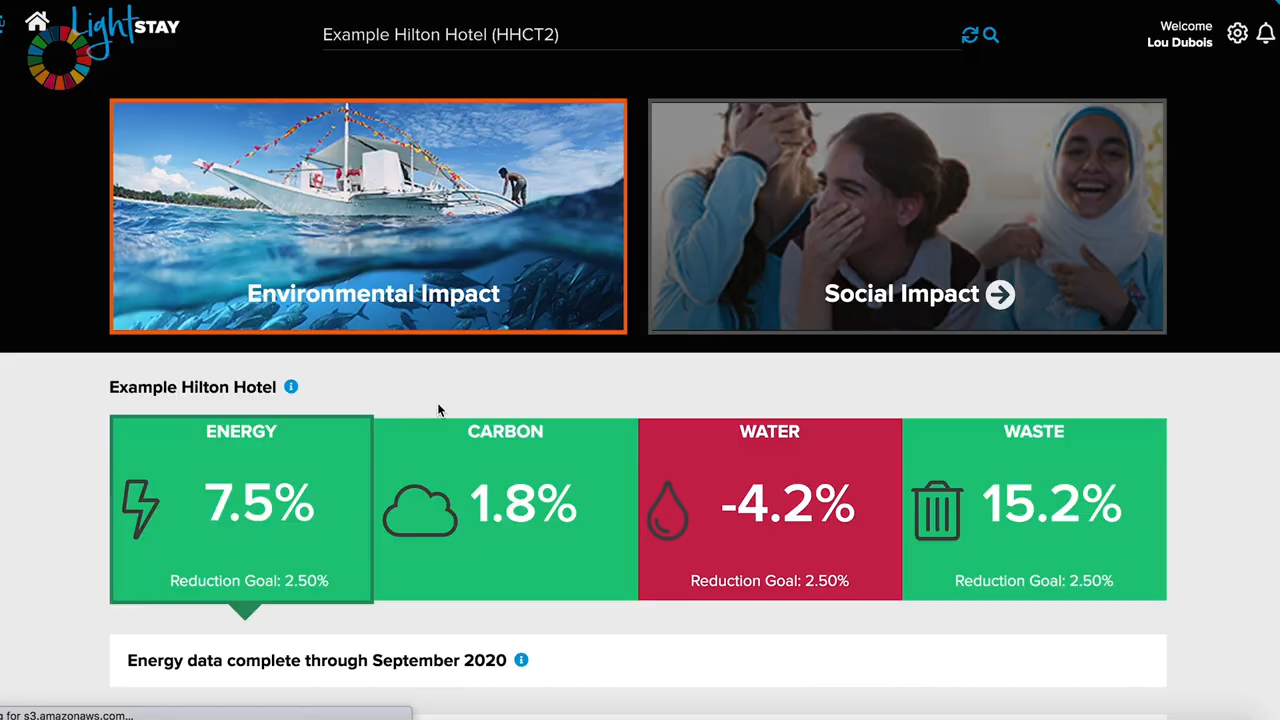 LightSTAY
Example Hilton Hotel (HHCT2)
Welcome
Lou Dubois
Environmental Impact
Social Impact
Example Hilton Hotel
ENERGY
7.5%
Reduction Goal: 2.50%
CARBON
1.8%
WATER
-4.2%
Reduction Goal: 2.50%
WASTE
15.2%
Reduction Goal: 2.50%
Energy data complete through September 2020
g for s3.amazonaws.com...